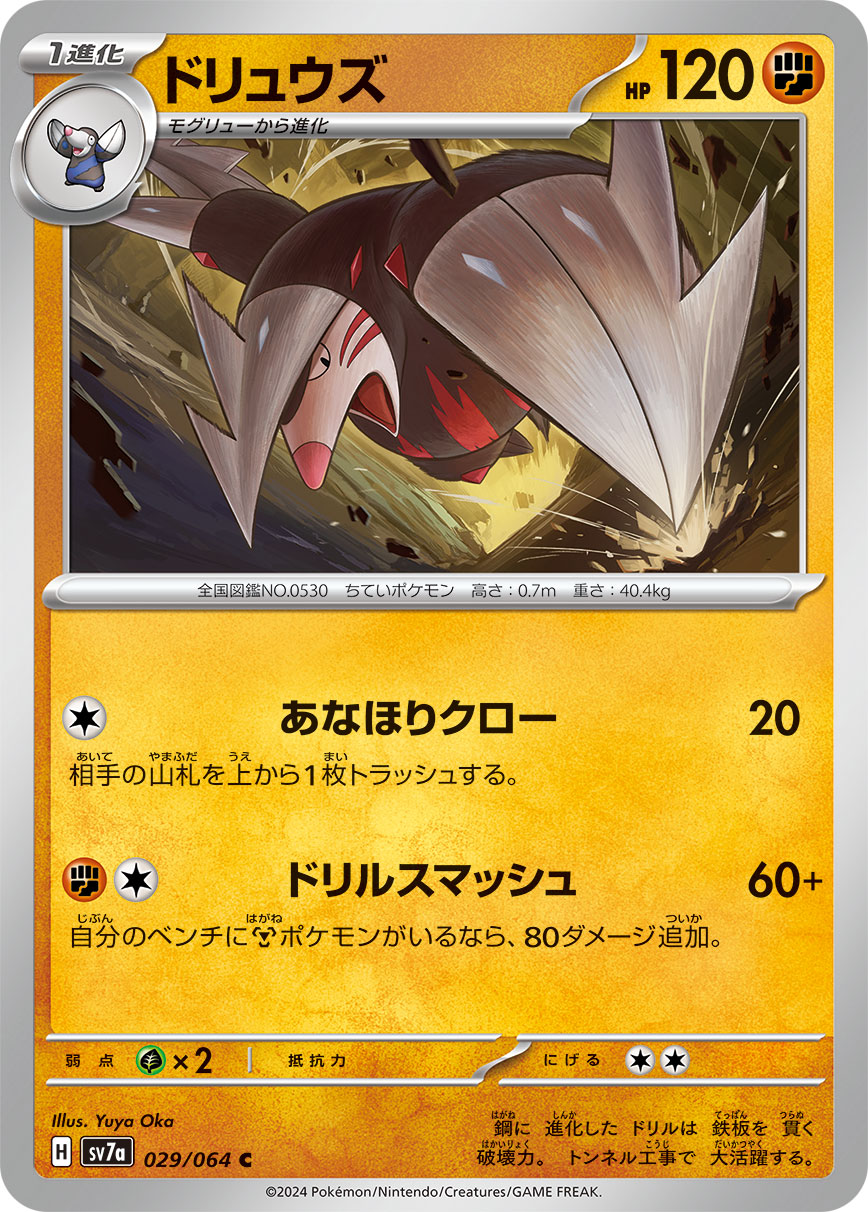 1進化
ドリュウズ
HP 120
モグリューから進化
全国図鑑NO.0530 ちていポケモン 高さ：0.7m 重さ：40.4kg
あなほりクロー 20
相手の山札を上から1枚トラッシュする。
ドリルスマッシュ 60+
自分のベンチにポケモンがいるなら、80ダメージ追加。
弱点 ×2 抵抗力 にげる
Illus. Yuya Oka
鋼に 進化した ドリルは 鉄板を 貫く
破壊力。 トンネル工事で 大活躍する。
H sv7a 029/064 C
©2024 Pokémon/Nintendo/Creatures/GAME FREAK.